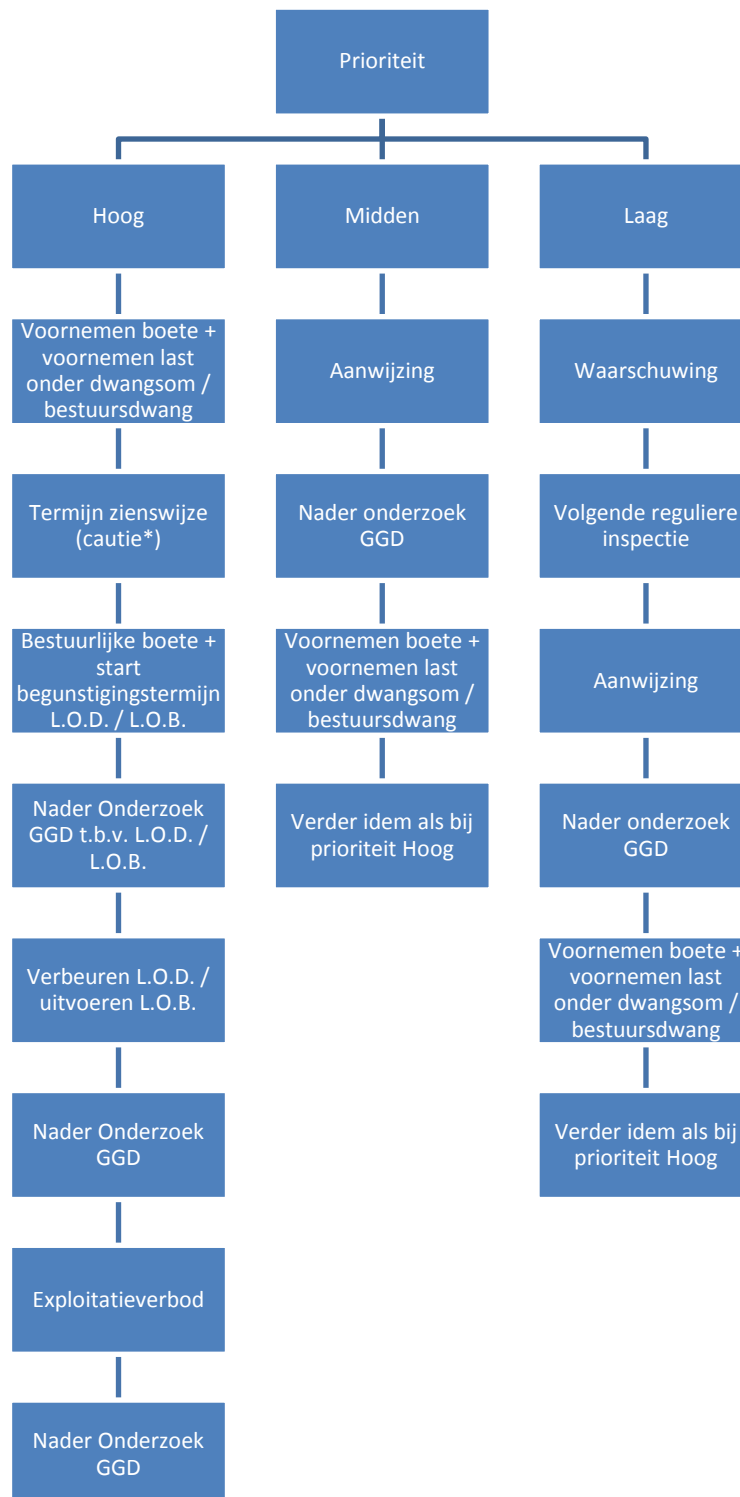 Prioriteit
Hoog
Voornemen boete +
voornemen last
onder dwangsom /
bestuursdwang
Termijn zienswijze
(cautie*)
Bestuurlijke boete +
start
begunstigingstermijn
L.O.D. / L.O.B.
Nader Onderzoek
GGD t.b.v. L.O.D. /
L.O.B.
Verbeuren L.O.D. /
uitvoeren L.O.B.
Nader Onderzoek
GGD
Exploitatieverbod
Nader Onderzoek
GGD
Midden
Aanwijzing
Nader onderzoek
GGD
Voornemen boete +
voornemen last
onder dwangsom /
bestuursdwang
Verder idem als bij
prioriteit Hoog
Laag
Waarschuwing
Volgende reguliere
inspectie
Aanwijzing
Nader onderzoek
GGD
Voornemen boete +
voornemen last
onder dwangsom /
bestuursdwang
Verder idem als bij
prioriteit Hoog